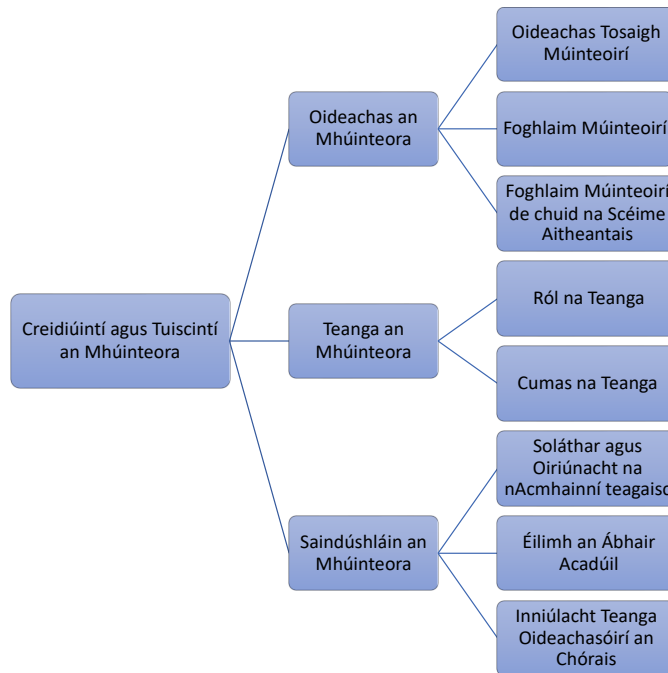 Creidiúintí agus Tuiscintí
an Mhúinteora
Oideachas an
Mhúinteora
Oideachas Tosaigh
Múinteoirí
Foghlaim Múinteoirí
Foghlaim Múinteoirí
de chuid na Scéime
Aitheantais
Teanga an
Mhúinteora
Ról na Teanga
Cumas na Teanga
Saindúshláin an
Mhúinteora
Soláthar agus
Oiriúnacht na
nAcmhainní teagaisc
Éilimh an Ábhair
Acadúil
Inniúlacht Teanga
Oideachasóirí an
Chórais